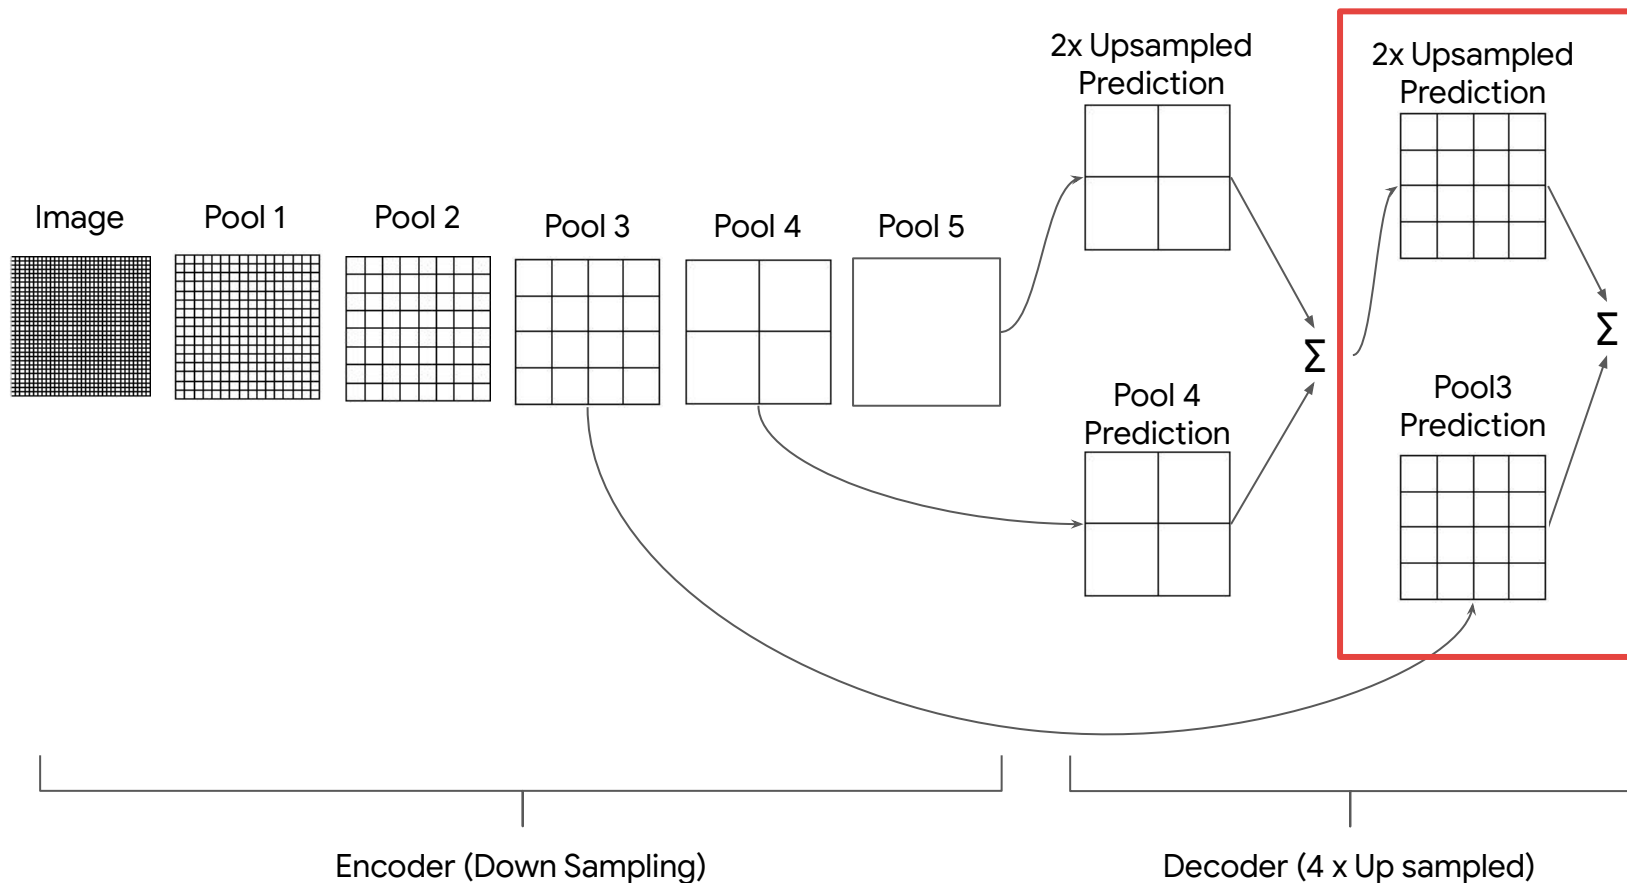 2x Upsampled
Prediction
2x Upsampled
Prediction
Image
Pool 1
Pool 2
Pool 3
Pool 4
Pool 5
Σ
Σ
Pool 4
Prediction
Pool3
Prediction
Encoder (Down Sampling)
Decoder (4 x Up sampled)